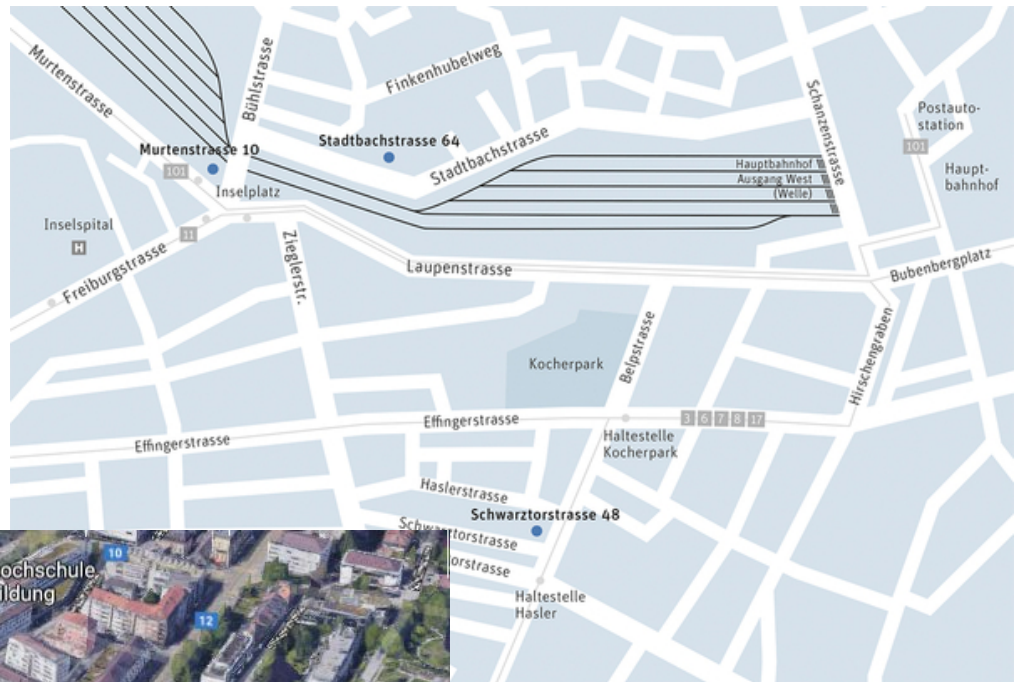 Murtenstrasse
Bühlstrasse
Finkenhubelweg
Schanzenstrasse
Postauto-
station
101
Haupt-
bahnhof
Murtenstrasse 10
101
Stadtbachstrasse 64
Stadtbachstrasse
Hauptbahnhof
Ausgang West
(Welle)
Inselplatz
Inselspital
H
11
Freiburgstrasse
Zieglerstr.
Laupenstrasse
Bubenbergplatz
Hirschengraben
Belpstrasse
Kocherpark
Effingerstrasse
Effingerstrasse
3 6 7 8 17
Haltestelle
Kocherpark
Haslerstrasse
Schwarztorstrasse 48
Schwarztorstrasse
orstrasse
Haltestelle
Hasler
10
ochschule
ildung
12